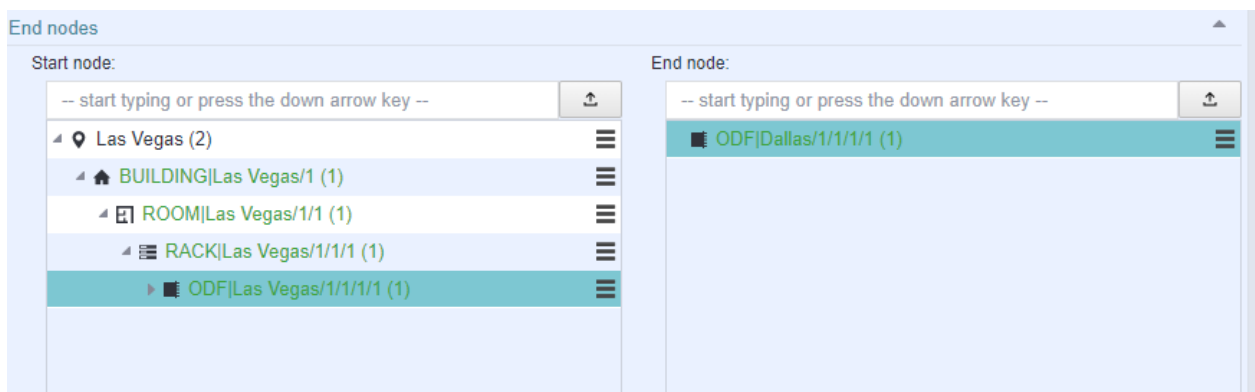 End nodes
Start node:
-- start typing or press the down arrow key --
Las Vegas (2)
BUILDING|Las Vegas/1 (1)
ROOM|Las Vegas/1/1 (1)
RACK|Las Vegas/1/1/1 (1)
ODF|Las Vegas/1/1/1/1 (1)
End node:
-- start typing or press the down arrow key --
ODF|Dallas/1/1/1/1 (1)